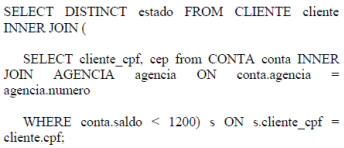 SELECT DISTINCT estado FROM CLIENTE cliente
INNER JOIN (
SELECT cliente_cpf, cep from CONTA conta INNER
JOIN AGENCIA agencia ON conta.agencia =
agencia.numero
WHERE conta.saldo < 1200) s ON s.cliente_cpf =
cliente.cpf;